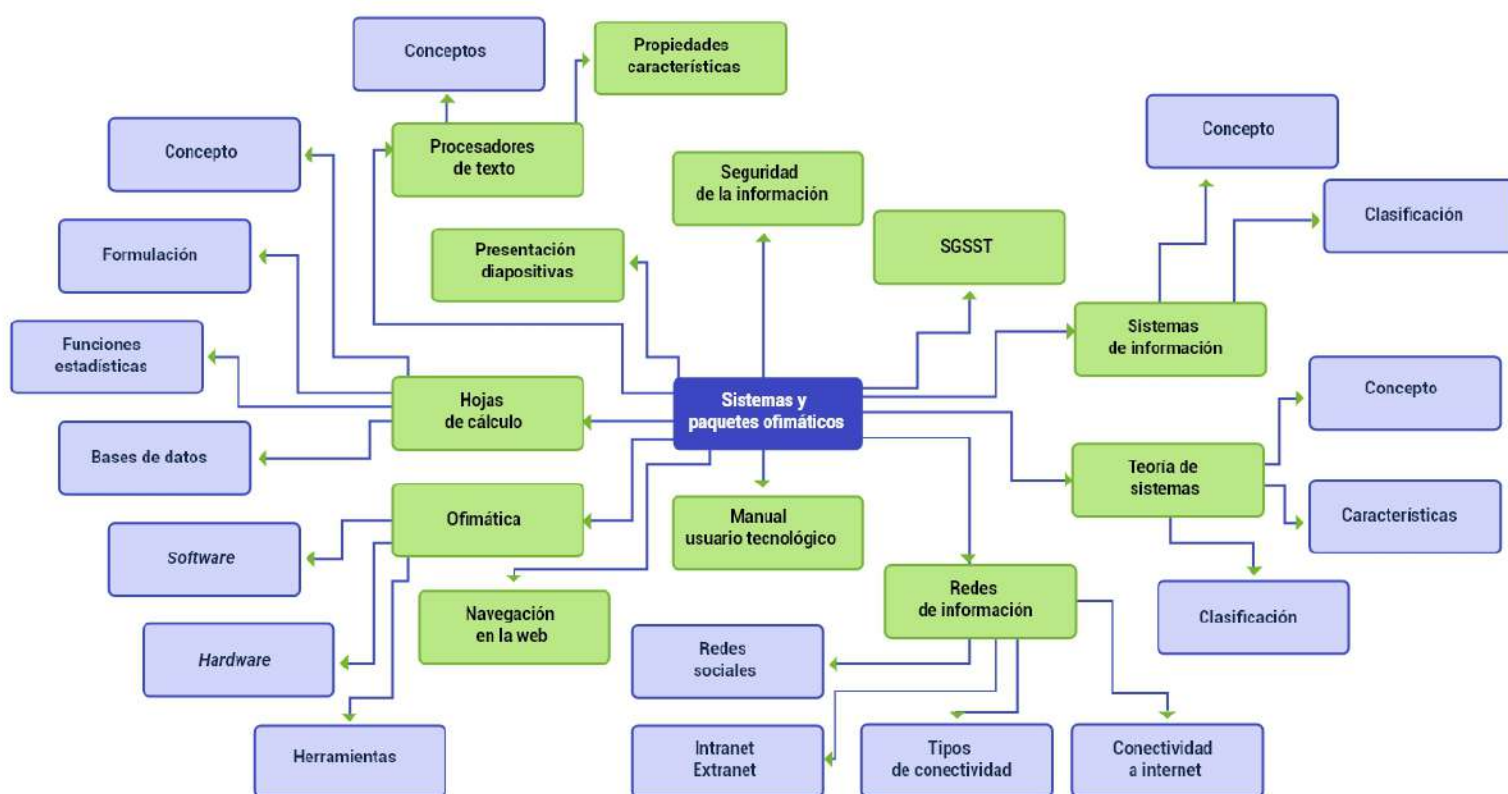 Conceptos
Propiedades
características
Procesadores
de texto
Concepto
Seguridad
de la información
Concepto
Clasificación
Formulación
Presentación
diapositivas
SGSST
Funciones
estadísticas
Sistemas
de información
Hojas
de cálculo
Sistemas y
paquetes ofimáticos
Concepto
Bases de datos
Teoría de
sistemas
Ofimática
Manual
usuario tecnológico
Características
Software
Navegación
en la web
Redes
de información
Clasificación
Hardware
Redes
sociales
Herramientas
Intranet
Extranet
Tipos
de conectividad
Conectividad
a internet